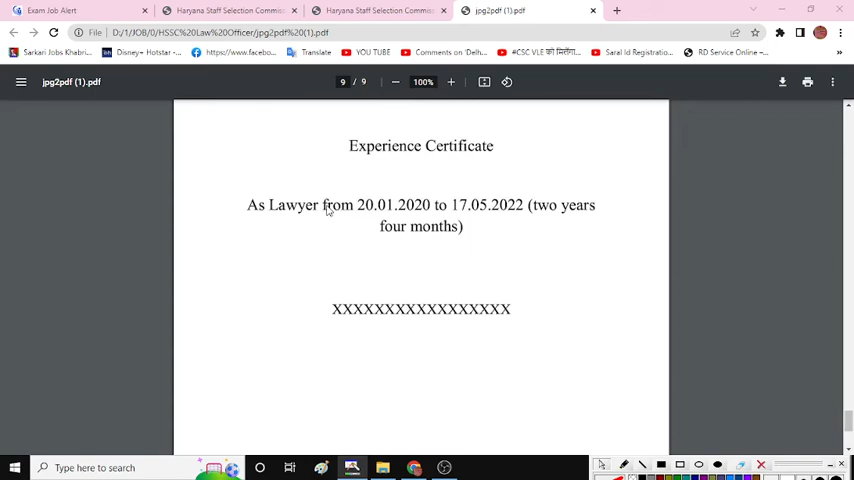 Exam Job Alert
Haryana Staff Selection Commiss
Haryana Staff Selection Commiss
jpg2pdf (1).pdf
File | D:/1/JOB/0/HSSC%20Law%20Officer/jpg2pdf%20(1).pdf
Sarkari Jobs Khabri...
Disney+ Hotstar -...
https://www.facebo...
Translate
YOU TUBE
Comments on 'Delh...
#CSC VLE को मिलेगा...
Saral Id Registratio...
RD Service Online –...
jpg2pdf (1).pdf
9 / 9
100%
Experience Certificate
As Lawyer from 20.01.2020 to 17.05.2022 (two years
four months)
XXXXXXXXXXXXXXXXX
Type here to search